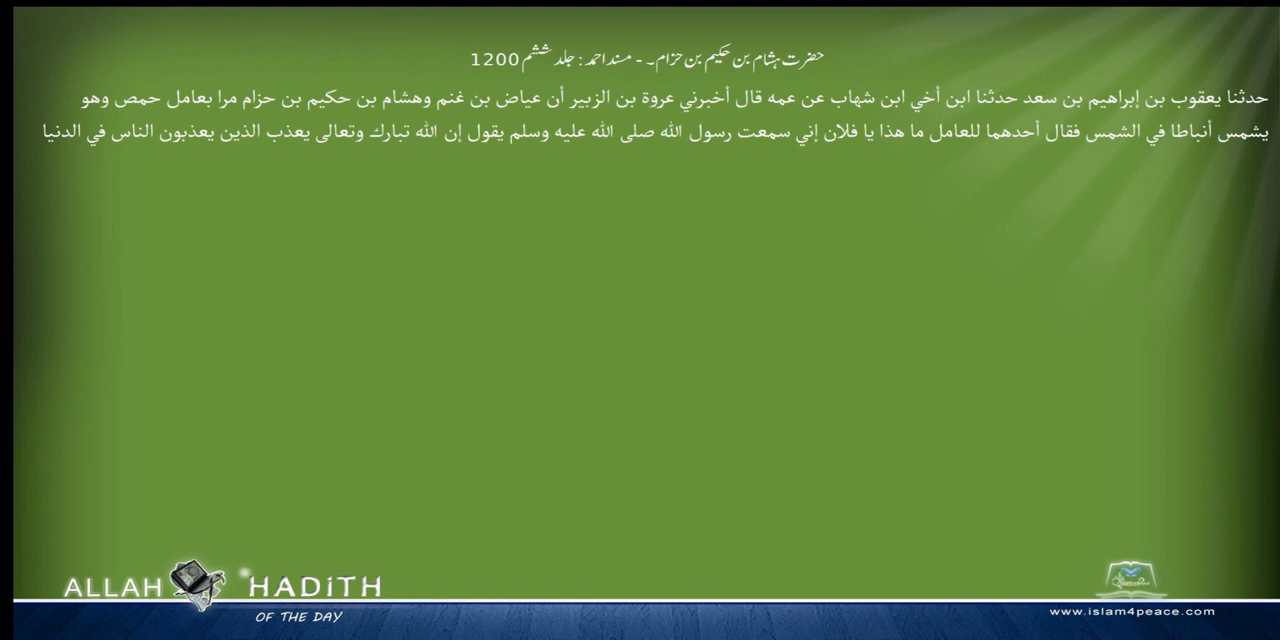 حضرت ہشام بن حکیم بن حزام۔ - مسند احمد : جلد ششم 1200
حدثنا يعقوب بن إبراهيم بن سعد حدثنا ابن أخي ابن شهاب عن عمه قال أخبرني عروة بن الزبير أن عياض بن غنم وهشام بن حكيم بن حزام مرا بعامل حمص وهو
يشمس أنباطا في الشمس فقال أحدهما للعامل ما هذا يا فلان إني سمعت رسول الله صلى الله عليه وسلم يقول إن الله تبارك وتعالى يعذب الذين يعذبون الناس في الدنيا
ALLAH HADITH
OF THE DAY
www.islam4peace.com